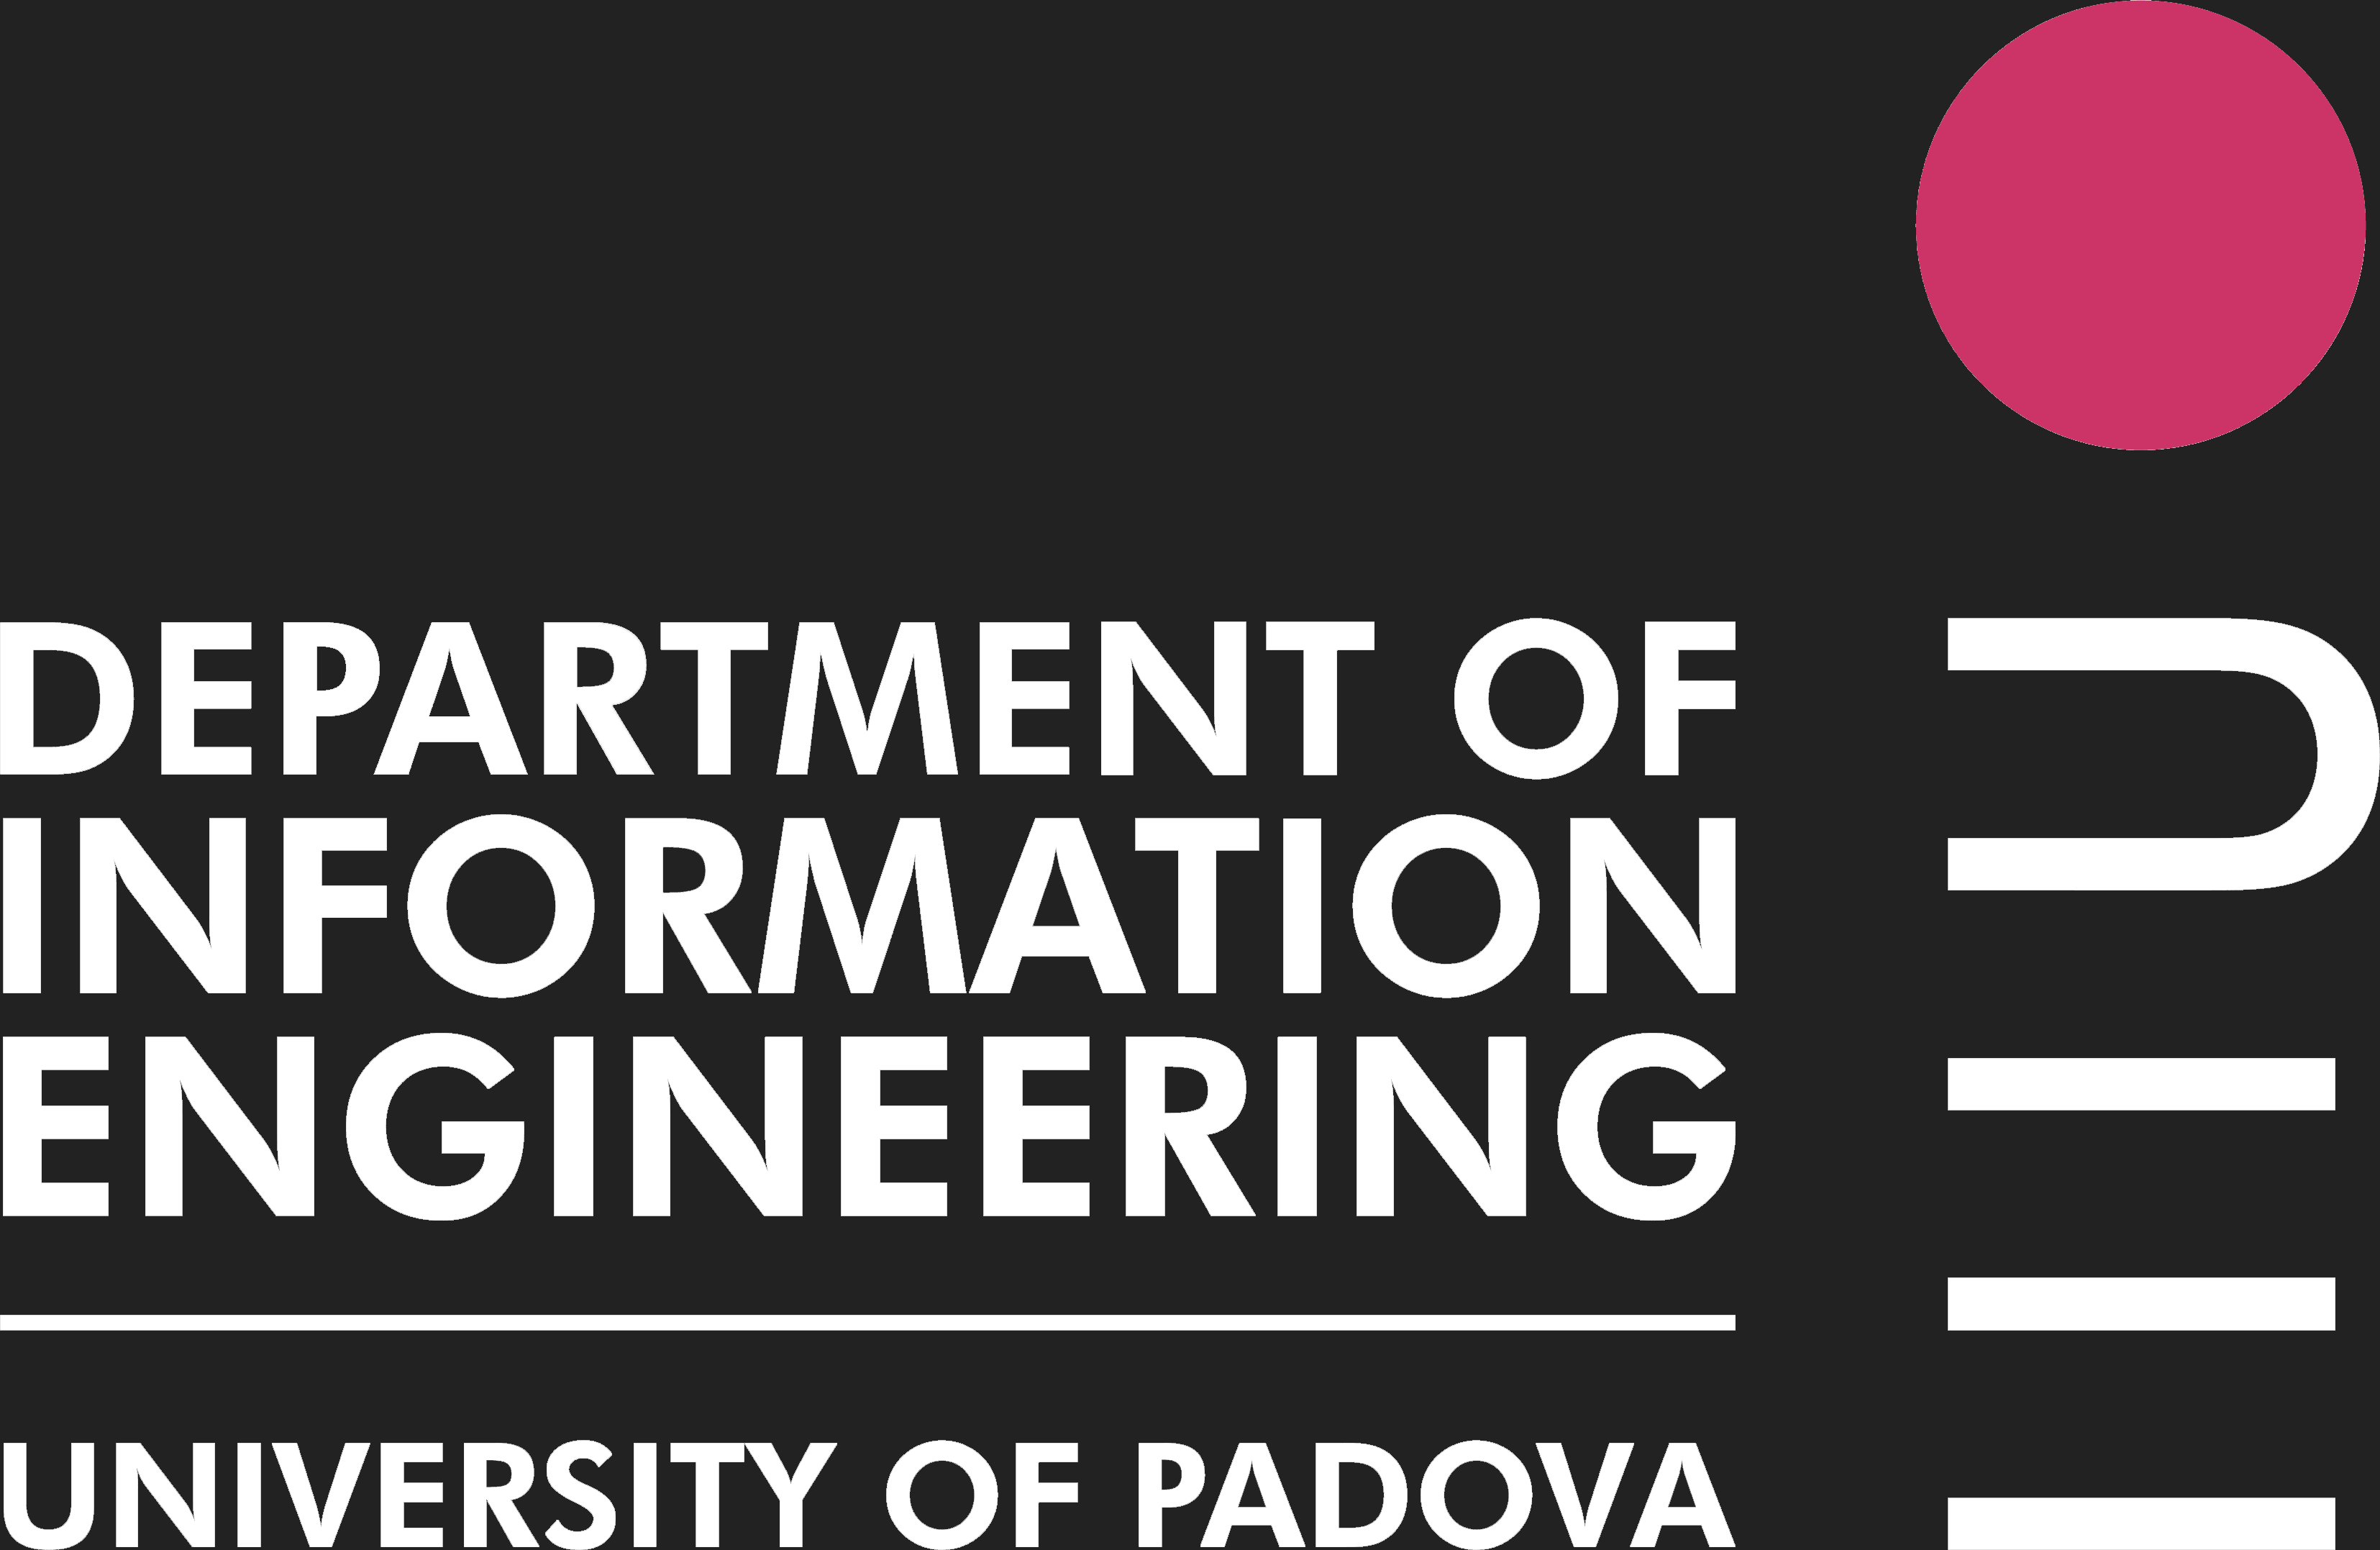 DEPARTMENT OF
INFORMATION
ENGINEERING
UNIVERSITY OF PADOVA